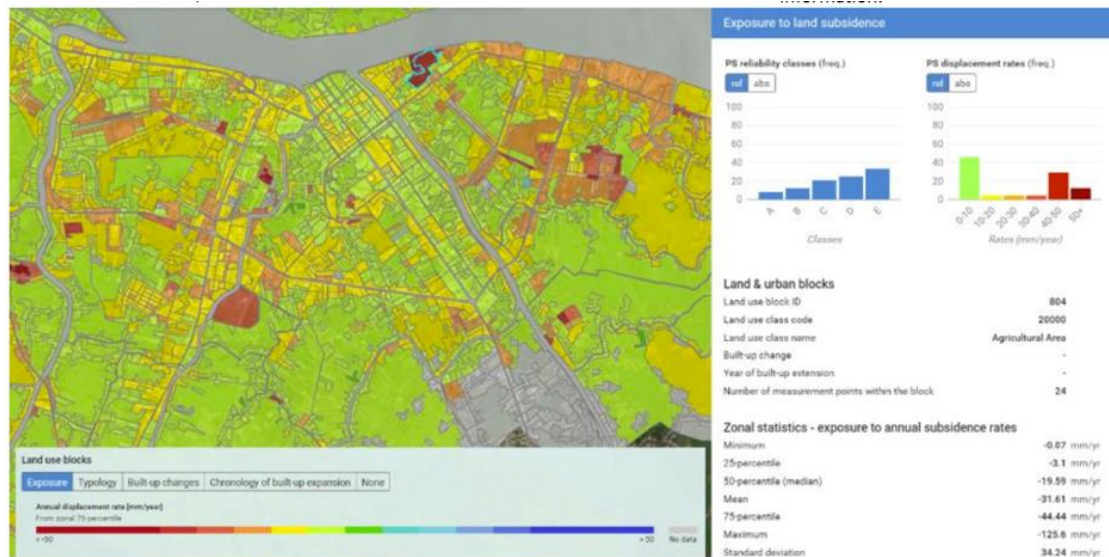 Exposure to land subsidence
PS reliability classes (freq.)
rel abs
100
80
60
40
20
0
A B C D E
Classes
PS displacement rates (freq.)
rel abs
100
80
60
40
20
0
0-10 10-20 20-30 30-40 40-50 50+
Rates (mm/year)
Land & urban blocks
Land use block ID 804
Land use class code 20000
Land use class name Agricultural Area
Built-up change -
Year of built-up extension -
Number of measurement points within the block 24
Zonal statistics - exposure to annual subsidence rates
Minimum -0.07 mm/yr
25-percentile -3.1 mm/yr
50-percentile (median) -19.59 mm/yr
Mean -31.61 mm/yr
75-percentile -44.44 mm/yr
Maximum -125.6 mm/yr
Standard deviation 34.24 mm/yr
Land use blocks
Exposure Typology Built-up changes Chronology of built-up expansion None
Annual displacement rate [mm/year]
From zonal 75-percentile
< -50 > 50 No data